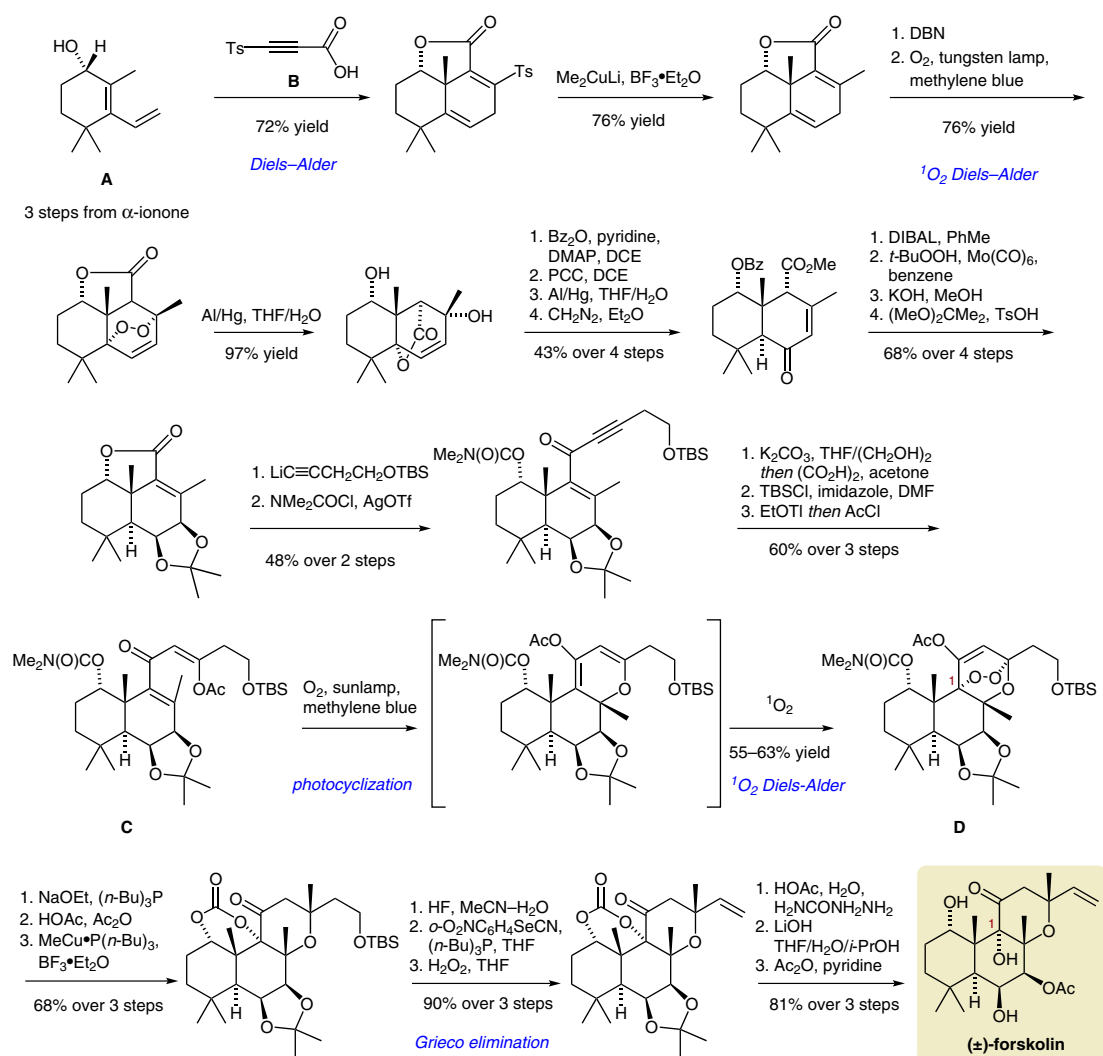 HO
H
A
3 steps from α-ionone
Ts
O
OH
B
72% yield
Diels–Alder
O
O
Ts
Me2CuLi, BF3•Et2O
76% yield
O
O
1. DBN
2. O2, tungsten lamp,
methylene blue
76% yield
1O2 Diels–Alder
O
O
O–O
Al/Hg, THF/H2O
97% yield
OH
OH
CO
O
1. Bz2O, pyridine,
DMAP, DCE
2. PCC, DCE
3. Al/Hg, THF/H2O
4. CH2N2, Et2O
43% over 4 steps
OBz
CO2Me
H
O
1. DIBAL, PhMe
2. t-BuOOH, Mo(CO)6,
benzene
3. KOH, MeOH
4. (MeO)2CMe2, TsOH
68% over 4 steps
O
O
H
O
O
1. LiC≡CCH2CH2OTBS
2. NMe2COCl, AgOTf
48% over 2 steps
Me2N(O)CO
O
OTBS
H
O
O
1. K2CO3, THF/(CH2OH)2
then (CO2H)2, acetone
2. TBSCl, imidazole, DMF
3. EtOTl then AcCl
60% over 3 steps
Me2N(O)CO
O
OAc
OTBS
H
O
O
C
O2, sunlamp,
methylene blue
photocyclization
AcO
Me2N(O)CO
O
OTBS
H
O
O
1O2
55–63% yield
1O2 Diels-Alder
AcO
Me2N(O)CO
O–O
1
O
OTBS
H
O
O
D
1. NaOEt, (n-Bu)3P
2. HOAc, Ac2O
3. MeCu•P(n-Bu)3,
BF3•Et2O
68% over 3 steps
O
O
O
O
O
OTBS
H
O
O
1. HF, MeCN–H2O
2. o-O2NC6H4SeCN,
(n-Bu)3P, THF
3. H2O2, THF
90% over 3 steps
Grieco elimination
O
O
O
O
O
H
O
O
1. HOAc, H2O,
H2NCONH2NH2
2. LiOH
THF/H2O/i-PrOH
3. Ac2O, pyridine
81% over 3 steps
OH
O
1
O
OH
H
OAc
OH
(±)-forskolin